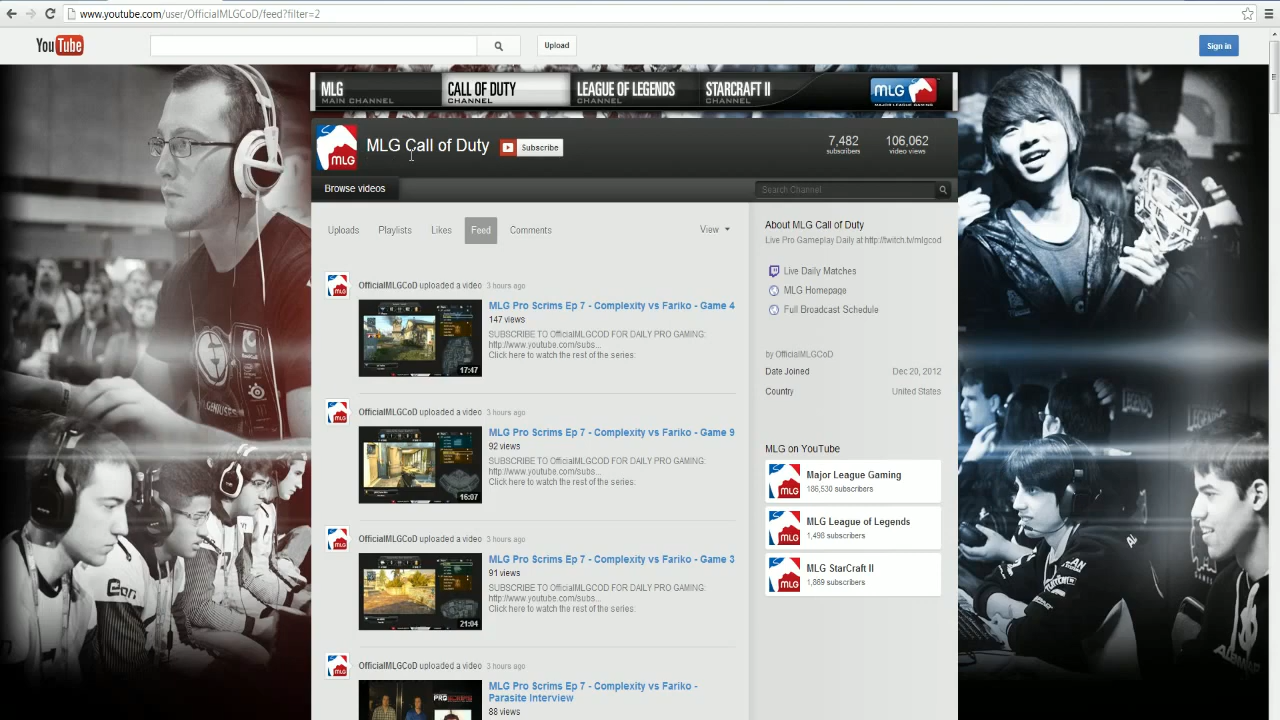 www.youtube.com/user/OfficialMLGCoD/feed?filter=2
YouTube
Upload
Sign in
MLG
MAIN CHANNEL
CALL OF DUTY
CHANNEL
LEAGUE OF LEGENDS
CHANNEL
STARCRAFT II
CHANNEL
MLG
MAJOR LEAGUE GAMING
MLG
MLG Call of Duty
Subscribe
7,482
subscribers
106,062
video views
Browse videos
Search Channel
Uploads
Playlists
Likes
Feed
Comments
View
OfficialMLGCoD uploaded a video 3 hours ago
MLG Pro Scrims Ep 7 - Complexity vs Fariko - Game 4
147 views
SUBSCRIBE TO OfficialMLGCOD FOR DAILY PRO GAMING:
http://www.youtube.com/subs...
Click here to watch the rest of the series:
17:47
OfficialMLGCoD uploaded a video 3 hours ago
MLG Pro Scrims Ep 7 - Complexity vs Fariko - Game 9
92 views
SUBSCRIBE TO OfficialMLGCOD FOR DAILY PRO GAMING:
http://www.youtube.com/subs...
Click here to watch the rest of the series:
16:07
OfficialMLGCoD uploaded a video 3 hours ago
MLG Pro Scrims Ep 7 - Complexity vs Fariko - Game 3
91 views
SUBSCRIBE TO OfficialMLGCOD FOR DAILY PRO GAMING:
http://www.youtube.com/subs...
Click here to watch the rest of the series:
21:04
OfficialMLGCoD uploaded a video 3 hours ago
MLG Pro Scrims Ep 7 - Complexity vs Fariko -
Parasite Interview
88 views
About MLG Call of Duty
Live Pro Gameplay Daily at http://twitch.tv/mlgcod
Live Daily Matches
MLG Homepage
Full Broadcast Schedule
by OfficialMLGCoD
Date Joined
Dec 20, 2012
Country
United States
MLG on YouTube
MLG
Major League Gaming
186,530 subscribers
MLG
MLG League of Legends
1,498 subscribers
MLG
MLG StarCraft II
1,869 subscribers